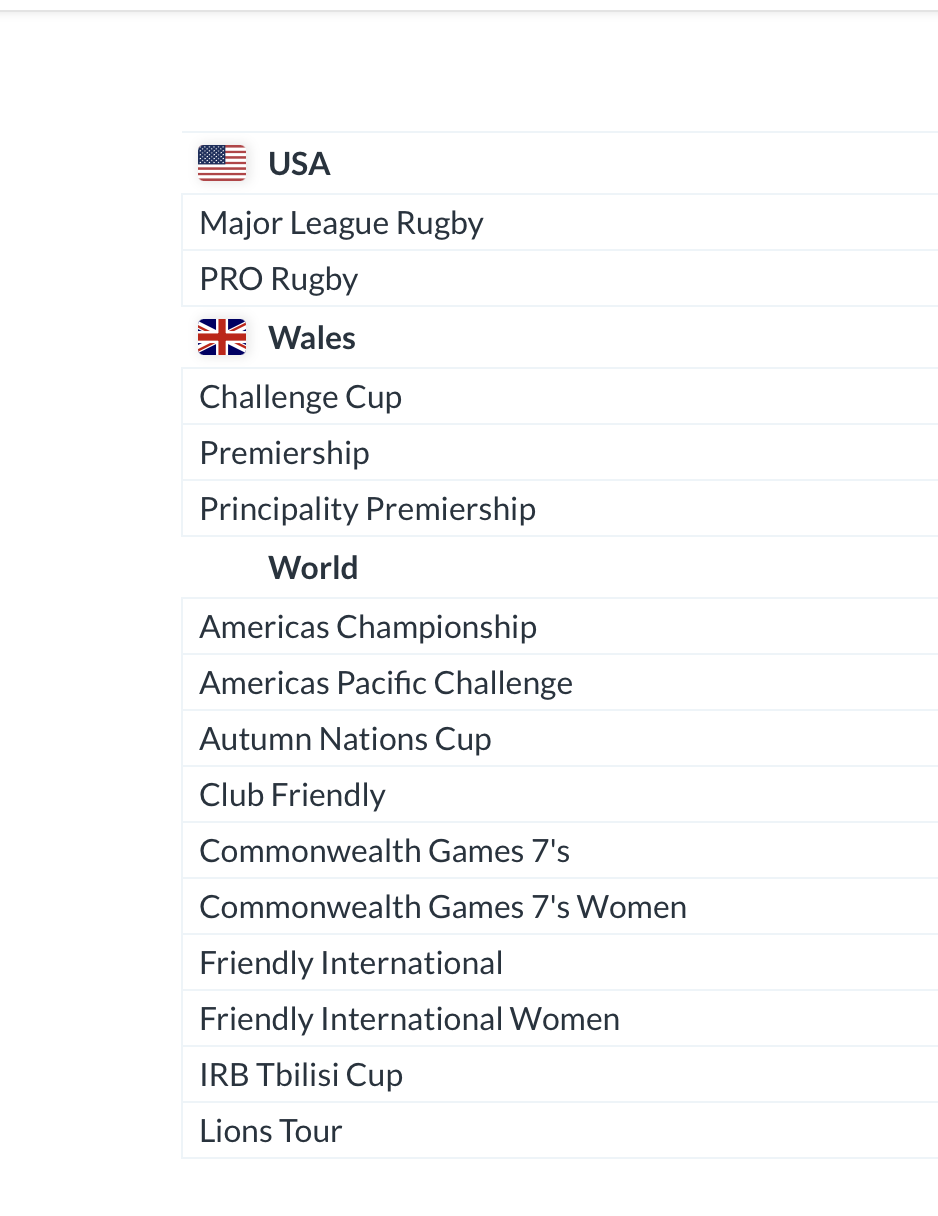 USA
Major League Rugby
PRO Rugby
Wales
Challenge Cup
Premiership
Principality Premiership
World
Americas Championship
Americas Pacific Challenge
Autumn Nations Cup
Club Friendly
Commonwealth Games 7's
Commonwealth Games 7's Women
Friendly International
Friendly International Women
IRB Tbilisi Cup
Lions Tour